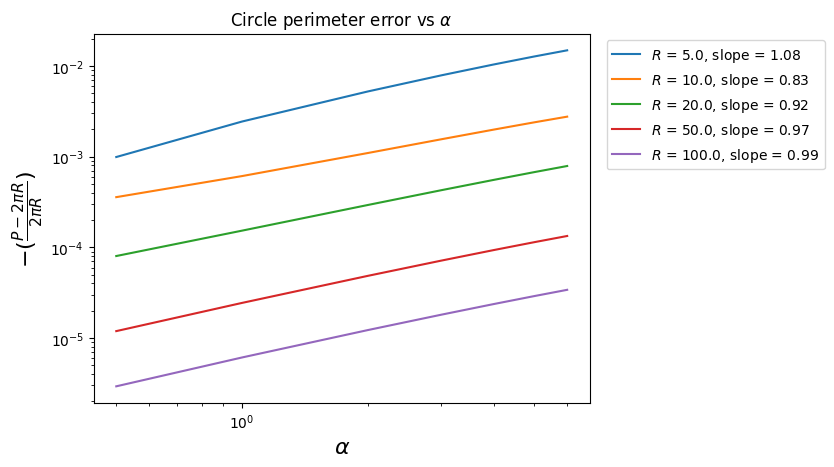 Circle perimeter error vs α
R = 5.0, slope = 1.08
R = 10.0, slope = 0.83
R = 20.0, slope = 0.92
R = 50.0, slope = 0.97
R = 100.0, slope = 0.99
10⁻²
10⁻³
10⁻⁴
10⁻⁵
−(\frac{P − 2πR}{2πR})
10⁰
α